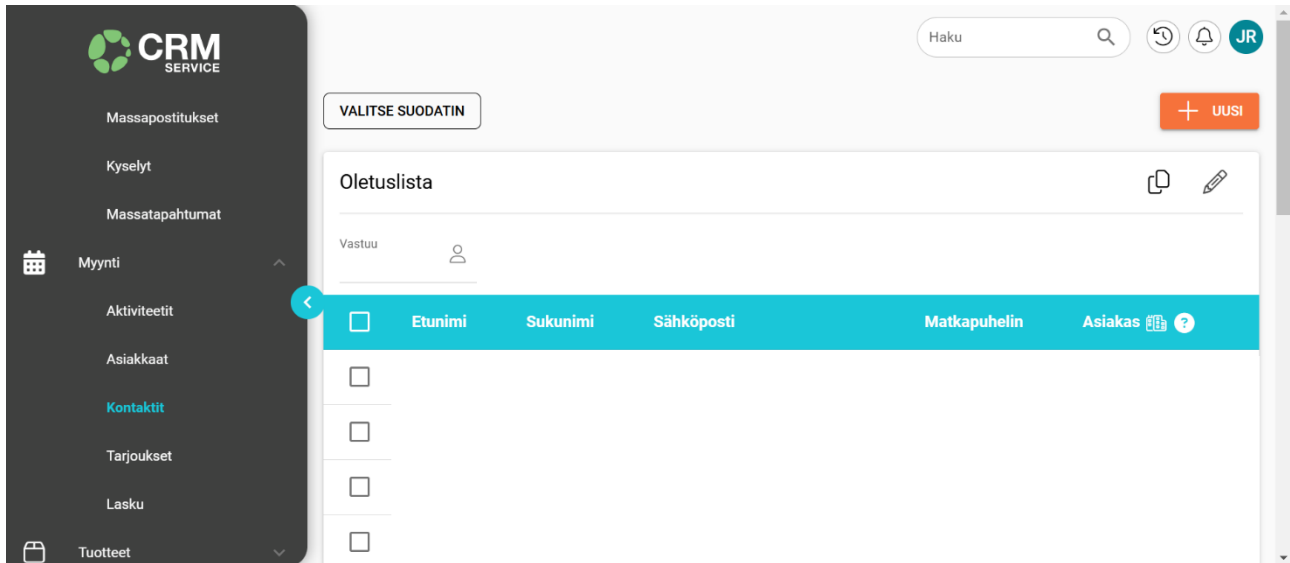 CRM
SERVICE
Massapostitukset
Kyselyt
Massatapahtumat
Myynti
Aktiviteetit
Asiakkaat
Kontaktit
Tarjoukset
Lasku
Tuotteet
Haku
JR
VALITSE SUODATIN
UUSI
Oletuslista
Vastuu
Etunimi Sukunimi Sähköposti Matkapuhelin Asiakas ?